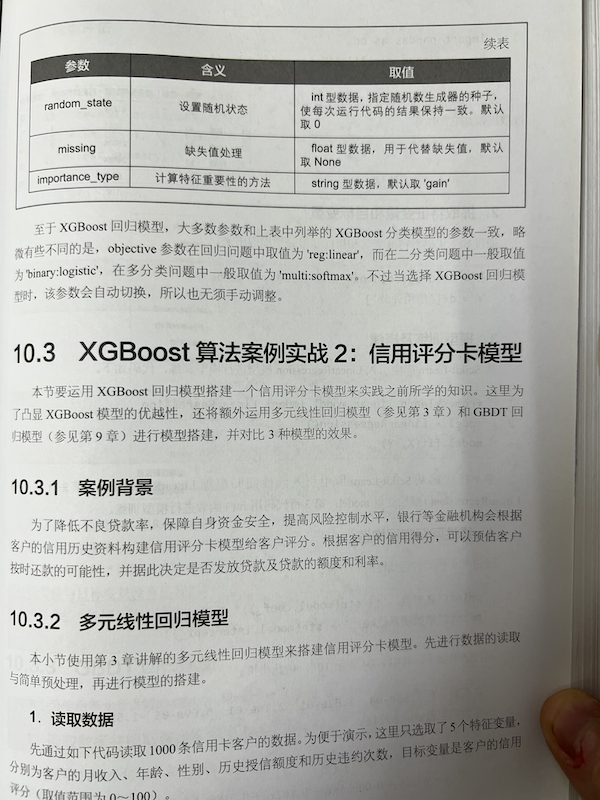 续表
参数 含义 取值
random_state 设置随机状态 int 型数据，指定随机数生成器的种子，
使每次运行代码的结果保持一致。默认
取 0
missing 缺失值处理 float 型数据，用于代替缺失值，默认
取 None
importance_type 计算特征重要性的方法 string 型数据，默认取 'gain'
至于 XGBoost 回归模型，大多数参数和上表中列举的 XGBoost 分类模型的参数一致，略
微有些不同的是，objective 参数在回归问题中取值为 'reg:linear'，而在二分类问题中一般取值
为 'binary:logistic'，在多分类问题中一般取值为 'multi:softmax'。不过当选择 XGBoost 回归模
型时，该参数会自动切换，所以也无须手动调整。
10.3 XGBoost 算法案例实战 2：信用评分卡模型
本节要运用 XGBoost 回归模型搭建一个信用评分卡模型来实践之前所学的知识。这里为
了凸显 XGBoost 模型的优越性，还将额外运用多元线性回归模型（参见第 3 章）和 GBDT 回
归模型（参见第 9 章）进行模型搭建，并对比 3 种模型的效果。
10.3.1 案例背景
为了降低不良贷款率，保障自身资金安全，提高风险控制水平，银行等金融机构会根据
客户的信用历史资料构建信用评分卡模型给客户评分。根据客户的信用得分，可以预估客户
按时还款的可能性，并据此决定是否发放贷款及贷款的额度和利率。
10.3.2 多元线性回归模型
本小节使用第 3 章讲解的多元线性回归模型来搭建信用评分卡模型。先进行数据的读取
与简单预处理，再进行模型的搭建。
1. 读取数据
先通过如下代码读取 1000 条信用卡客户的数据。为便于演示，这里只选取了 5 个特征变量，
分别为客户的月收入、年龄、性别、历史授信额度和历史违约次数，目标变量是客户的信用
评分（取值范围为 0～100）。